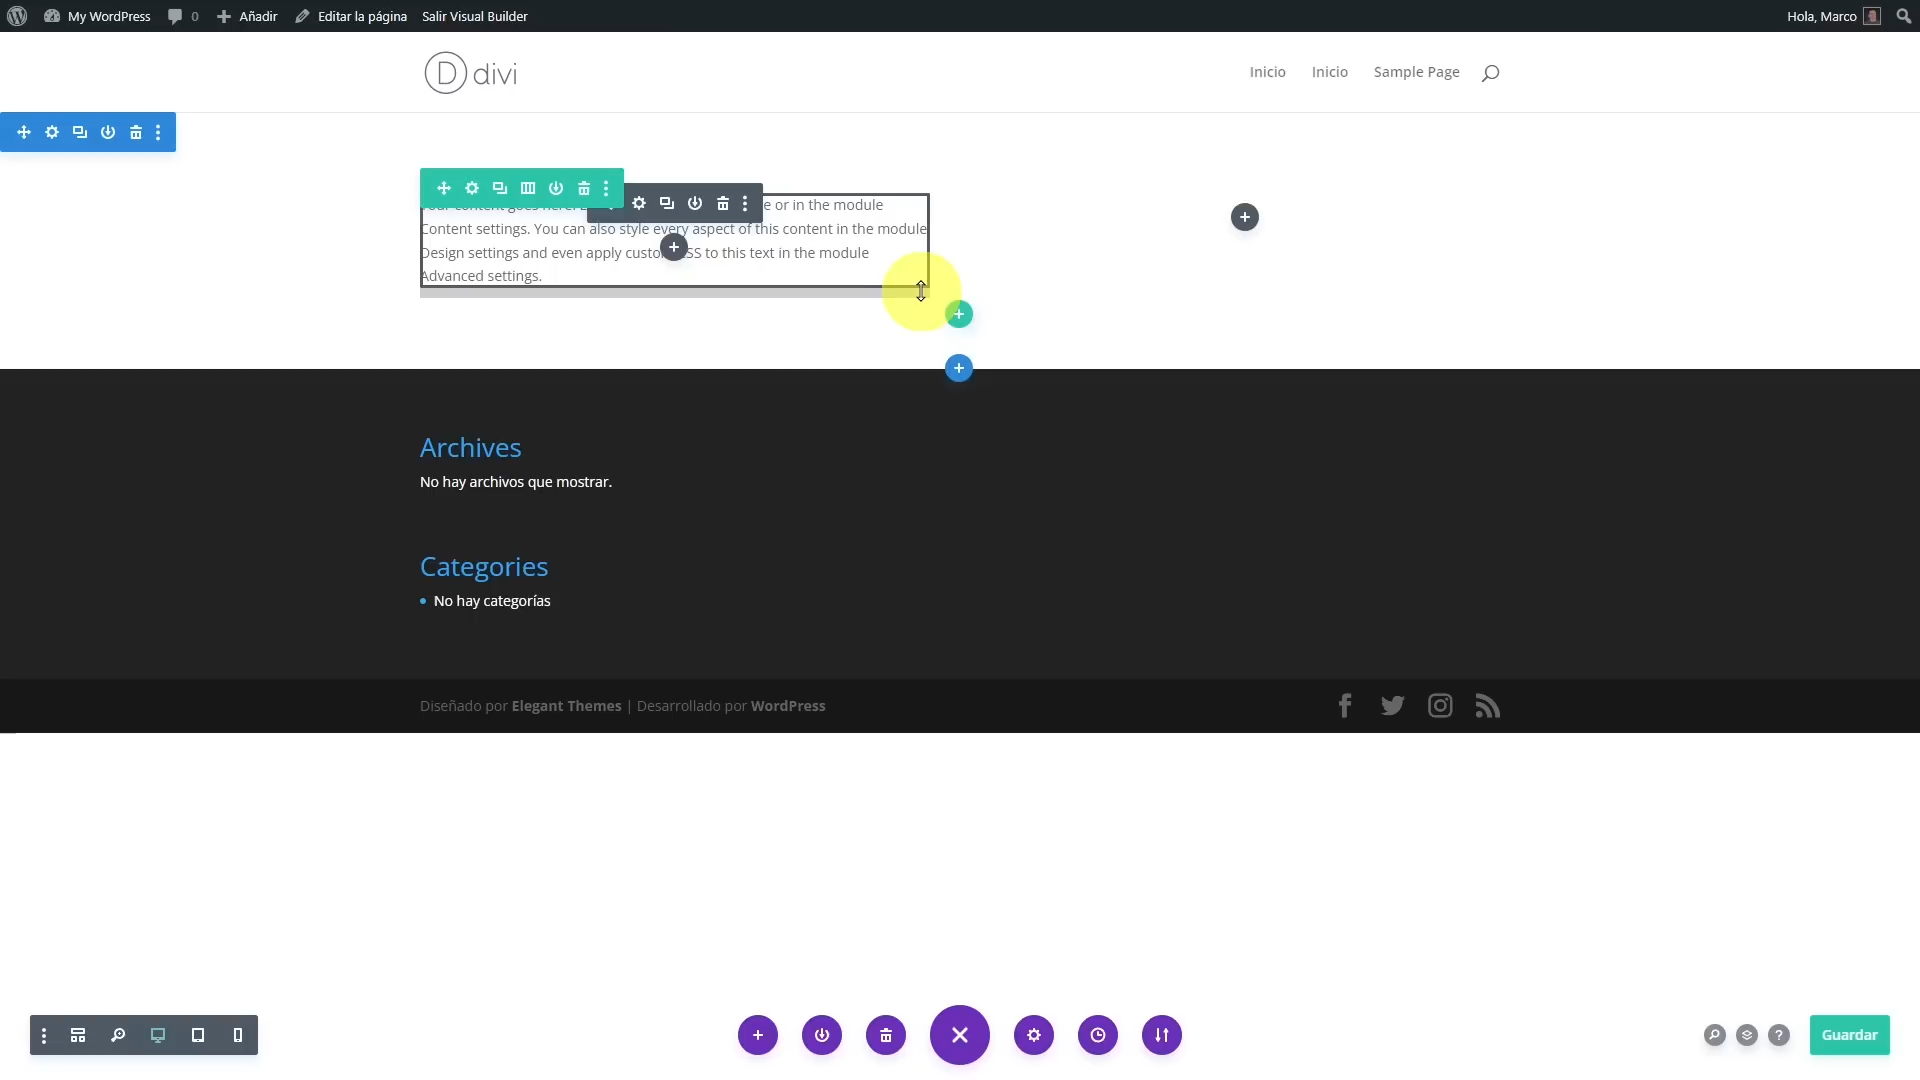 My WordPress 0 Añadir Editar la página Salir Visual Builder Hola, Marco
divi
Inicio Inicio Sample Page
e or in the module
Content settings. You can also style every aspect of this content in the module
Design settings and even apply SS to this text in the module
Advanced settings.
Archives
No hay archivos que mostrar.
Categories
No hay categorías
Diseñado por Elegant Themes | Desarrollado por WordPress
Guardar